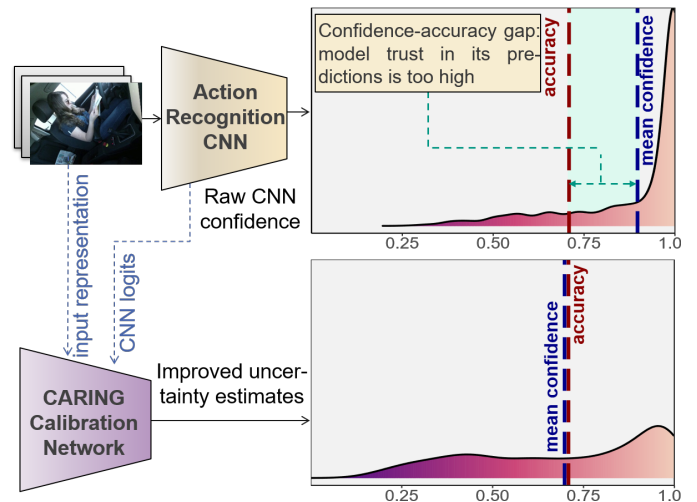 Confidence-accuracy gap:
model trust in its pre-
dictions is too high
accuracy
mean confidence
Action
Recognition
CNN
Raw CNN
confidence
0.25
0.50
0.75
1.0
input representation
CNN logits
CARING
Calibration
Network
Improved uncer-
tainty estimates
mean confidence
accuracy
0.25
0.50
0.75
1.0